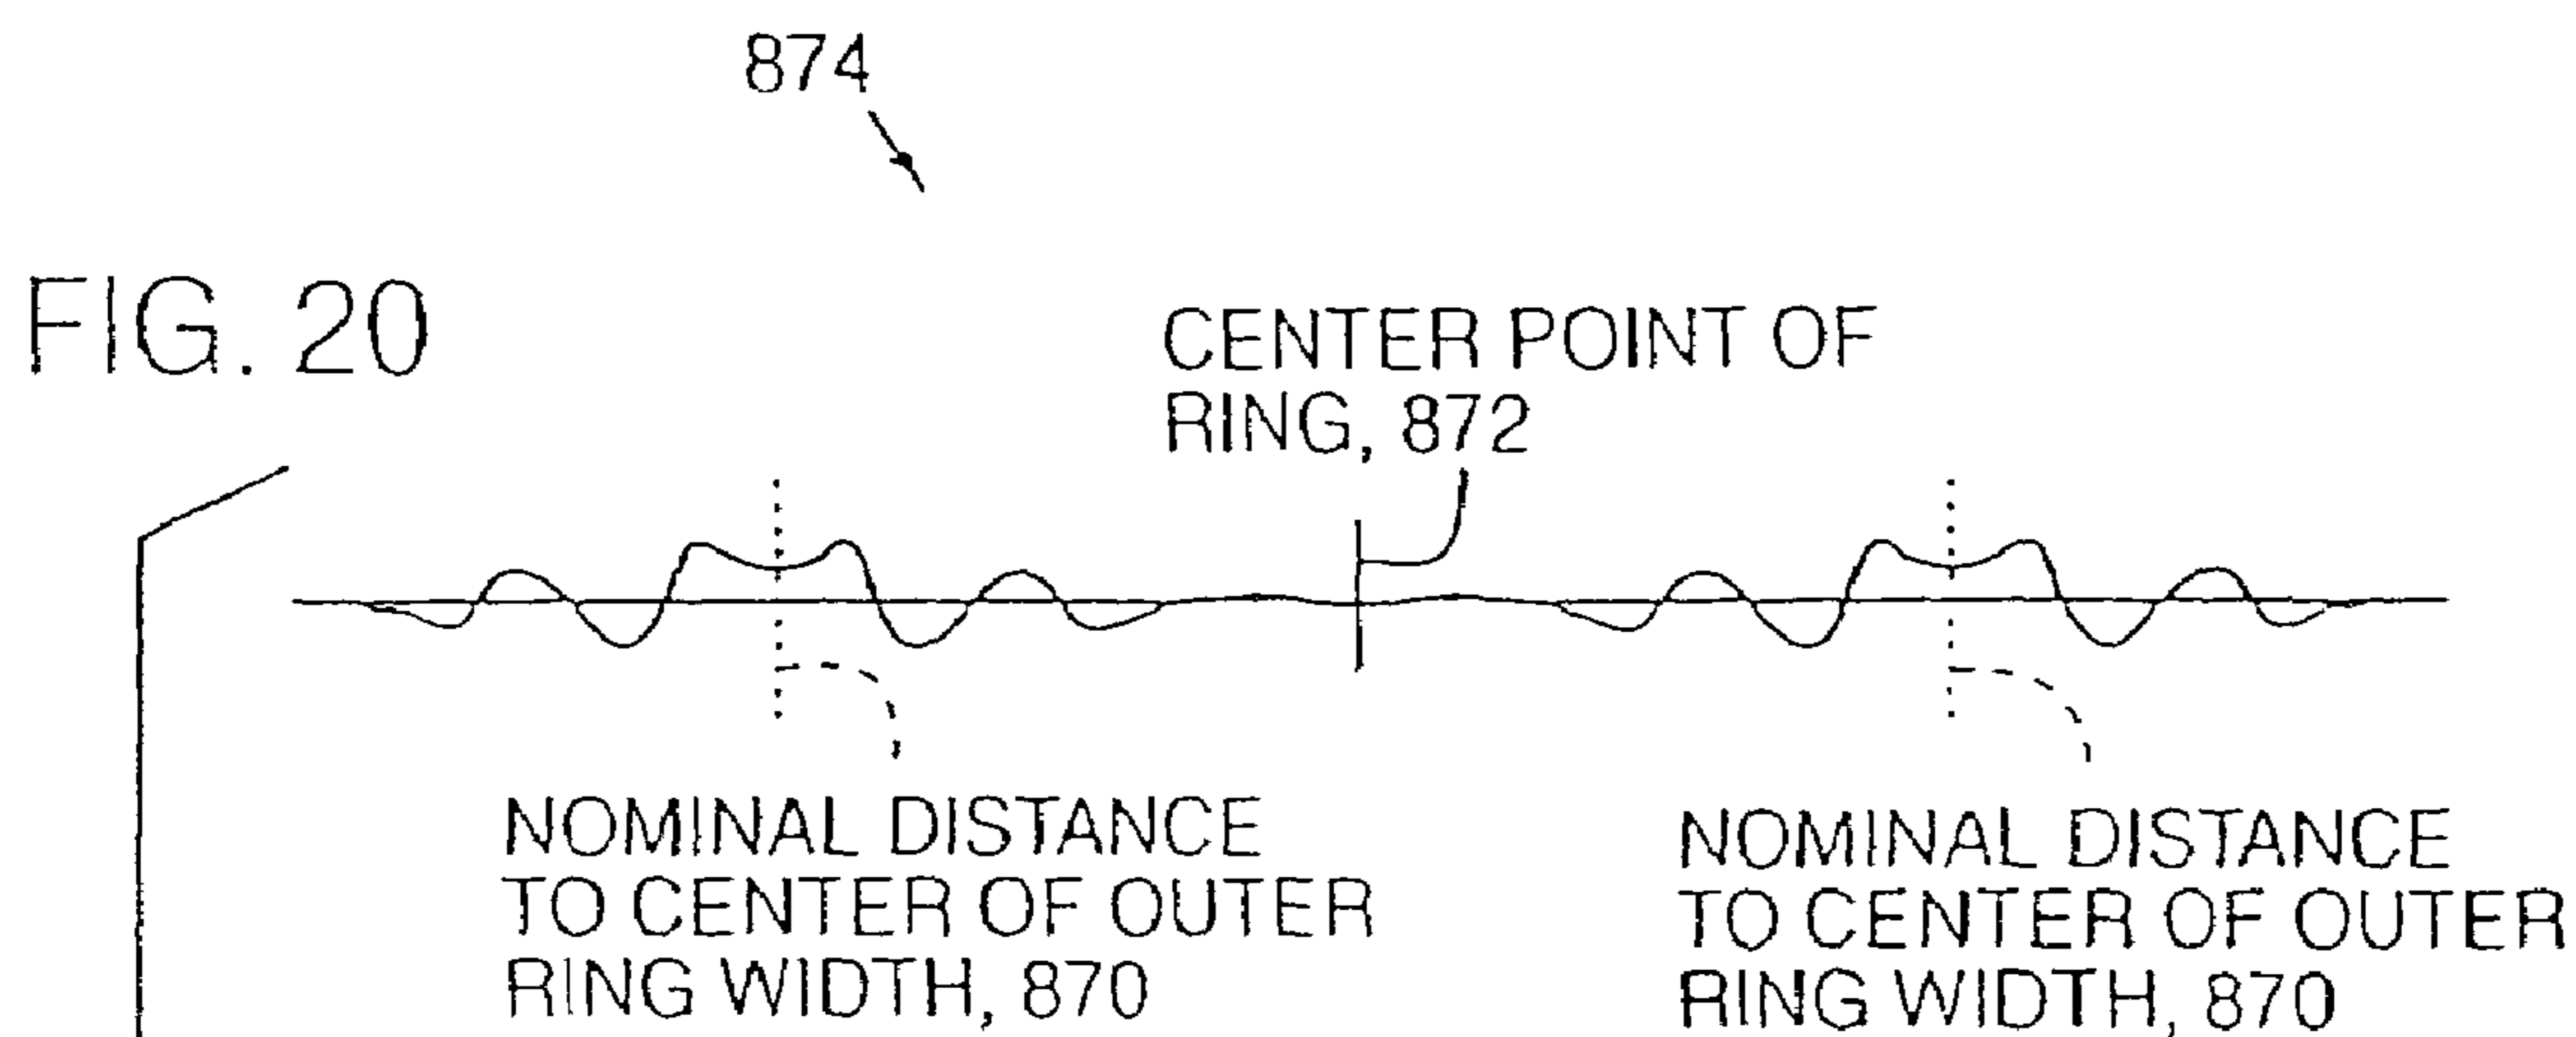 874
FIG. 20
CENTER POINT OF
RING, 872
NOMINAL DISTANCE
TO CENTER OF OUTER
RING WIDTH, 870
NOMINAL DISTANCE
TO CENTER OF OUTER
RING WIDTH, 870